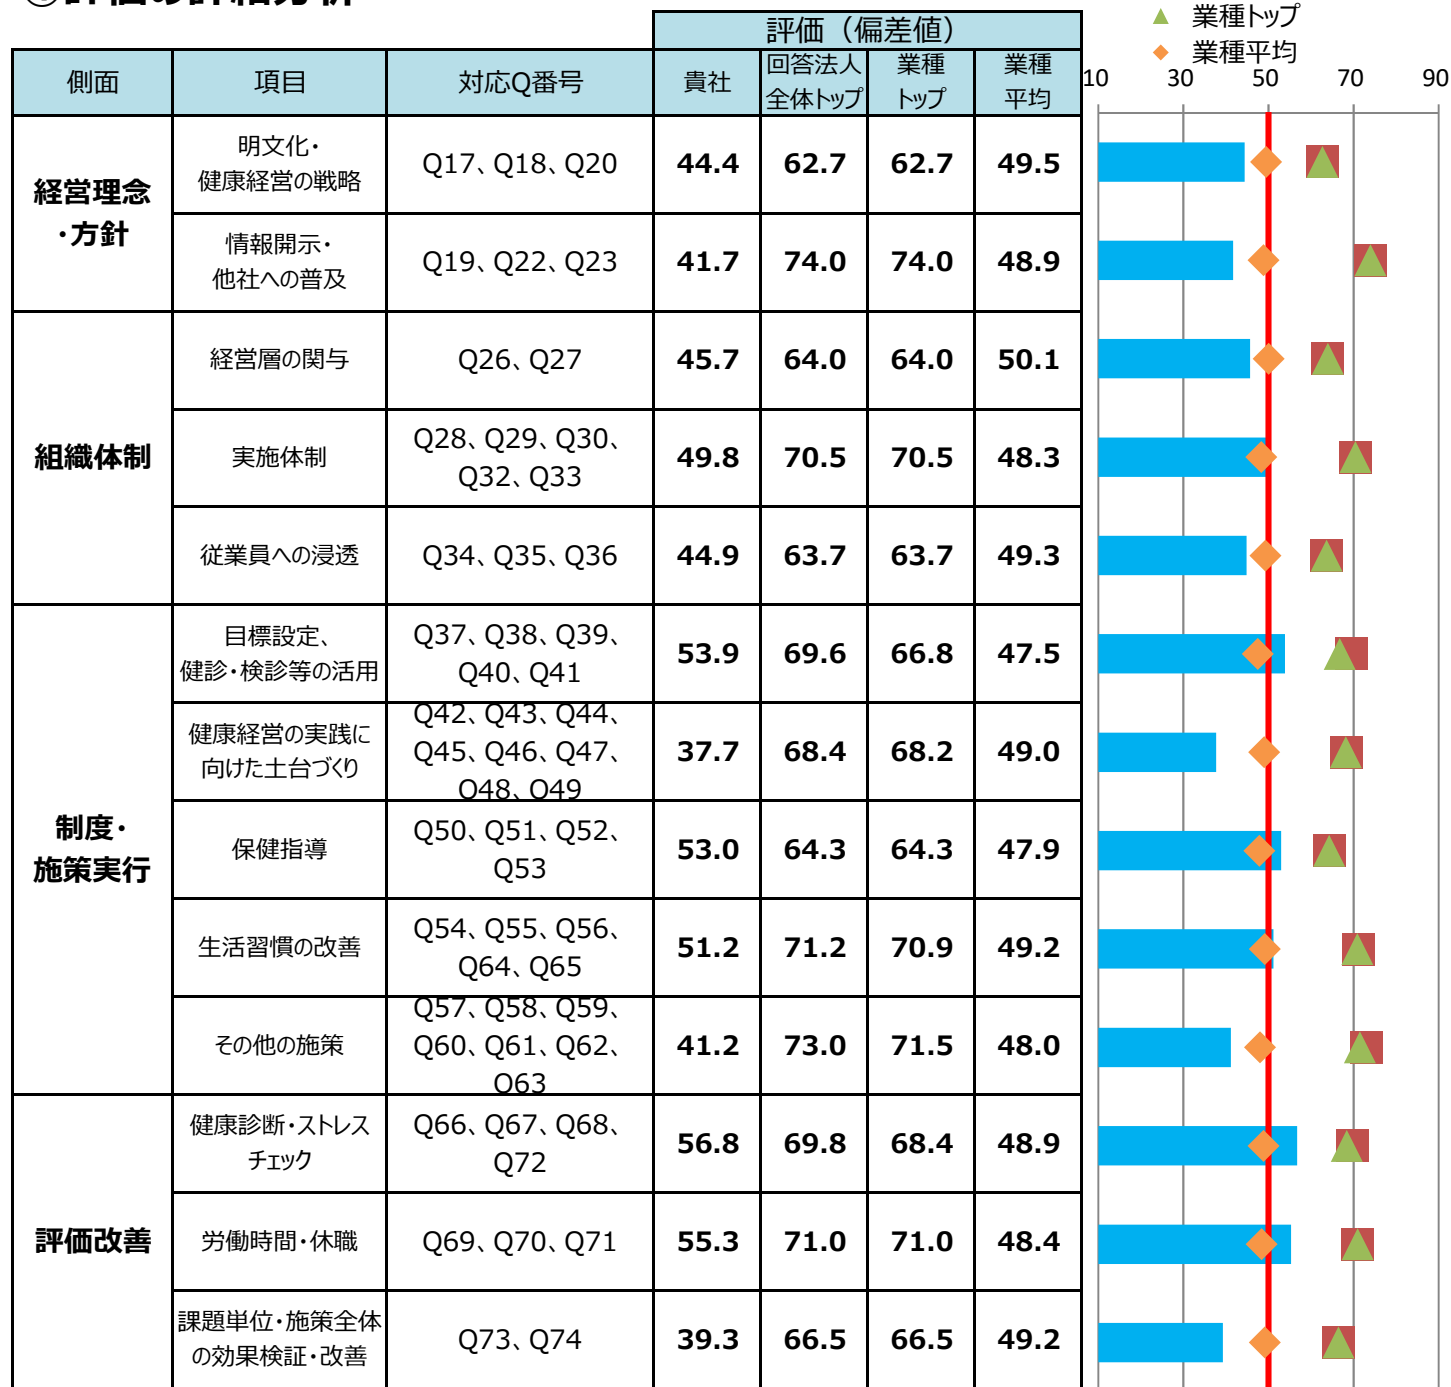 評価（偏差値）
▲ 業種トップ
◆ 業種平均
側面 項目 対応Q番号 貴社 回答法人 全体トップ 業種 トップ 業種 平均
10 30 50 70 90
経営理念
・方針
明文化・
健康経営の戦略
Q17、Q18、Q20 44.4 62.7 62.7 49.5
情報開示・
他社への普及
Q19、Q22、Q23 41.7 74.0 74.0 48.9
組織体制
経営層の関与 Q26、Q27 45.7 64.0 64.0 50.1
実施体制
Q28、Q29、Q30、
Q32、Q33
49.8 70.5 70.5 48.3
従業員への浸透 Q34、Q35、Q36 44.9 63.7 63.7 49.3
制度・
施策実行
目標設定、
健診・検診等の活用
Q37、Q38、Q39、
Q40、Q41
53.9 69.6 66.8 47.5
健康経営の実践に
向けた土台づくり
Q42、Q43、Q44、
Q45、Q46、Q47、
Q48、Q49
37.7 68.4 68.2 49.0
保健指導
Q50、Q51、Q52、
Q53
53.0 64.3 64.3 47.9
生活習慣の改善
Q54、Q55、Q56、
Q64、Q65
51.2 71.2 70.9 49.2
その他の施策
Q57、Q58、Q59、
Q60、Q61、Q62、
Q63
41.2 73.0 71.5 48.0
評価改善
健康診断・ストレス
チェック
Q66、Q67、Q68、
Q72
56.8 69.8 68.4 48.9
労働時間・休職 Q69、Q70、Q71 55.3 71.0 71.0 48.4
課題単位・施策全体
の効果検証・改善
Q73、Q74 39.3 66.5 66.5 49.2